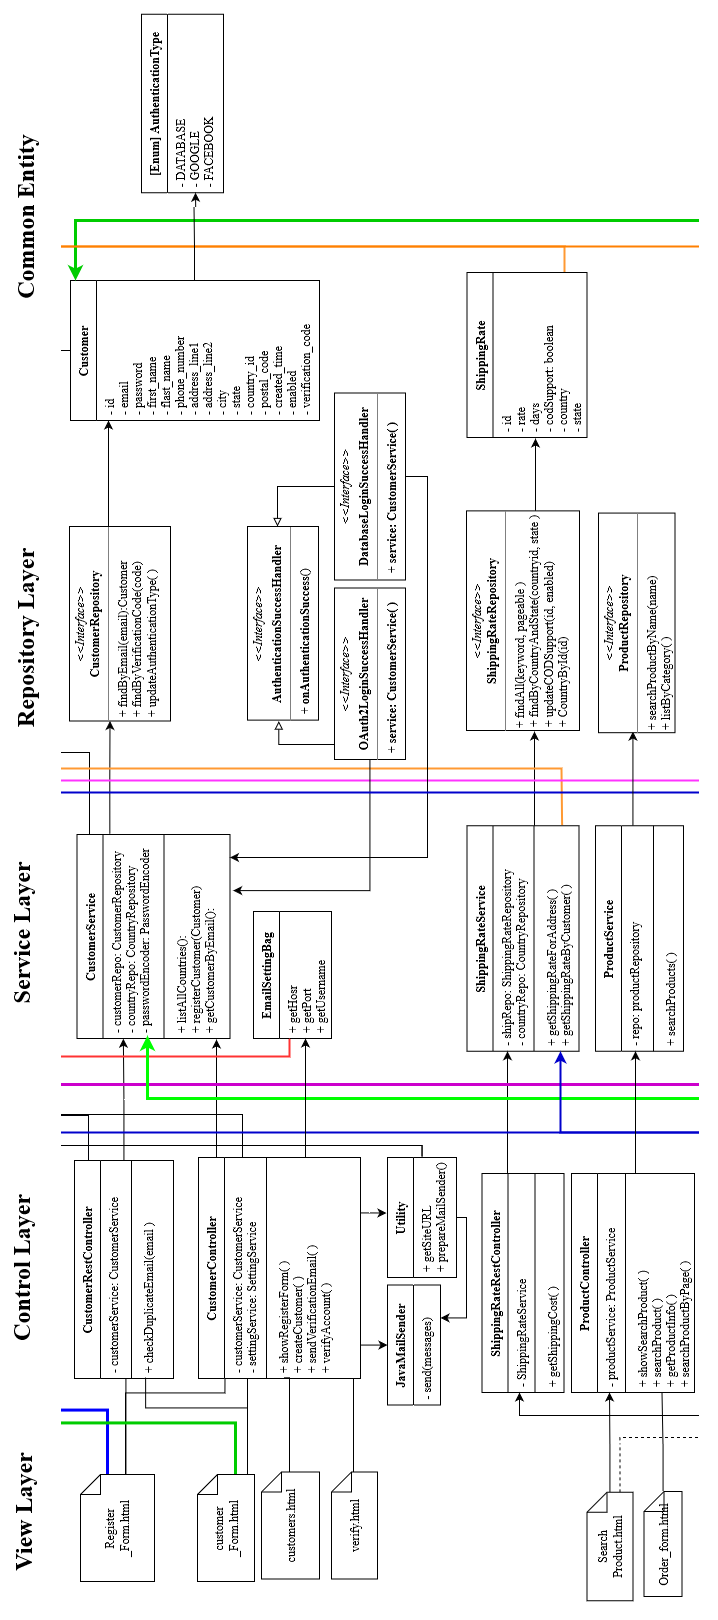 Common Entity
[Enum] AuthenticationType
- DATABASE
- GOOGLE
- FACEBOOK
Customer
- id
- email
- password
- first_name
- flast_name
- phone_number
- address_line1
- address_line2
- city
- state
- country_id
- postal_code
- created_time
- enabled
- verification_code
ShippingRate
- id
- rate
- days
- codSupport: boolean
- country
- state
Repository Layer
<<Interface>>
CustomerRepository
+ findByEmail(email):Customer
+ findByVerificationCode(code)
+ updateAuthenticationType( )
<<Interface>>
AuthenticationSuccessHandler
+ onAuthenticationSuccess()
<<Interface>>
DatabaseLoginSuccessHandler
+ service: CustomerService( )
<<Interface>>
OAuth2LoginSuccessHandler
+ service: CustomerService( )
<<Interface>>
ShippingRateRepository
+ findAll(keyword, pageable )
+ findByCountryAndState(countryid, state )
+ updateCODSupport(id, enabled)
+ CountryById(id)
<<Interface>>
ProductRepository
+ searchProductByName(name)
+ listByCategory( )
Service Layer
CustomerService
- customerRepo: CustomerRepository
- countryRepo: CountryRepository
- passwordEncoder: PasswordEncoder
+ listAllCountries():
+ registerCustomer(Customer)
+ getCustomerByEmail():
EmailSettingBag
+ getHosr
+ getPort
+ getUsername
ShippingRateService
- shipRepo: ShippingRateRepository
- countryRepo: CountryRepository
+ getShippingRateForAddress( )
+ getShippingRateByCustomer( )
ProductService
- repo: productRepository
+ searchProducts( )
Control Layer
CustomerRestController
- customerService: CustomerService
+ checkDuplicateEmail(email )
CustomerController
- customerService: CustomerService
- settingService: SettingService
+ showRegisterForm( )
+ createCustomer( )
+ sendVerificationEmail( )
+ verifyAccount( )
Utility
+ getSiteURL
+ prepareMailSender( )
JavaMailSender
- send(messages)
ShippingRateRestController
- ShippingRateService
+ getShippingCost( )
ProductController
- productService: ProductService
+ showSearchProduct( )
+ searchProduct( )
+ getProductInfo( )
+ searchProductByPage( )
View Layer
Register
_Form.html
customer
_Form.html
customers.html
verify.html
Search
Product.html
Order_form.html